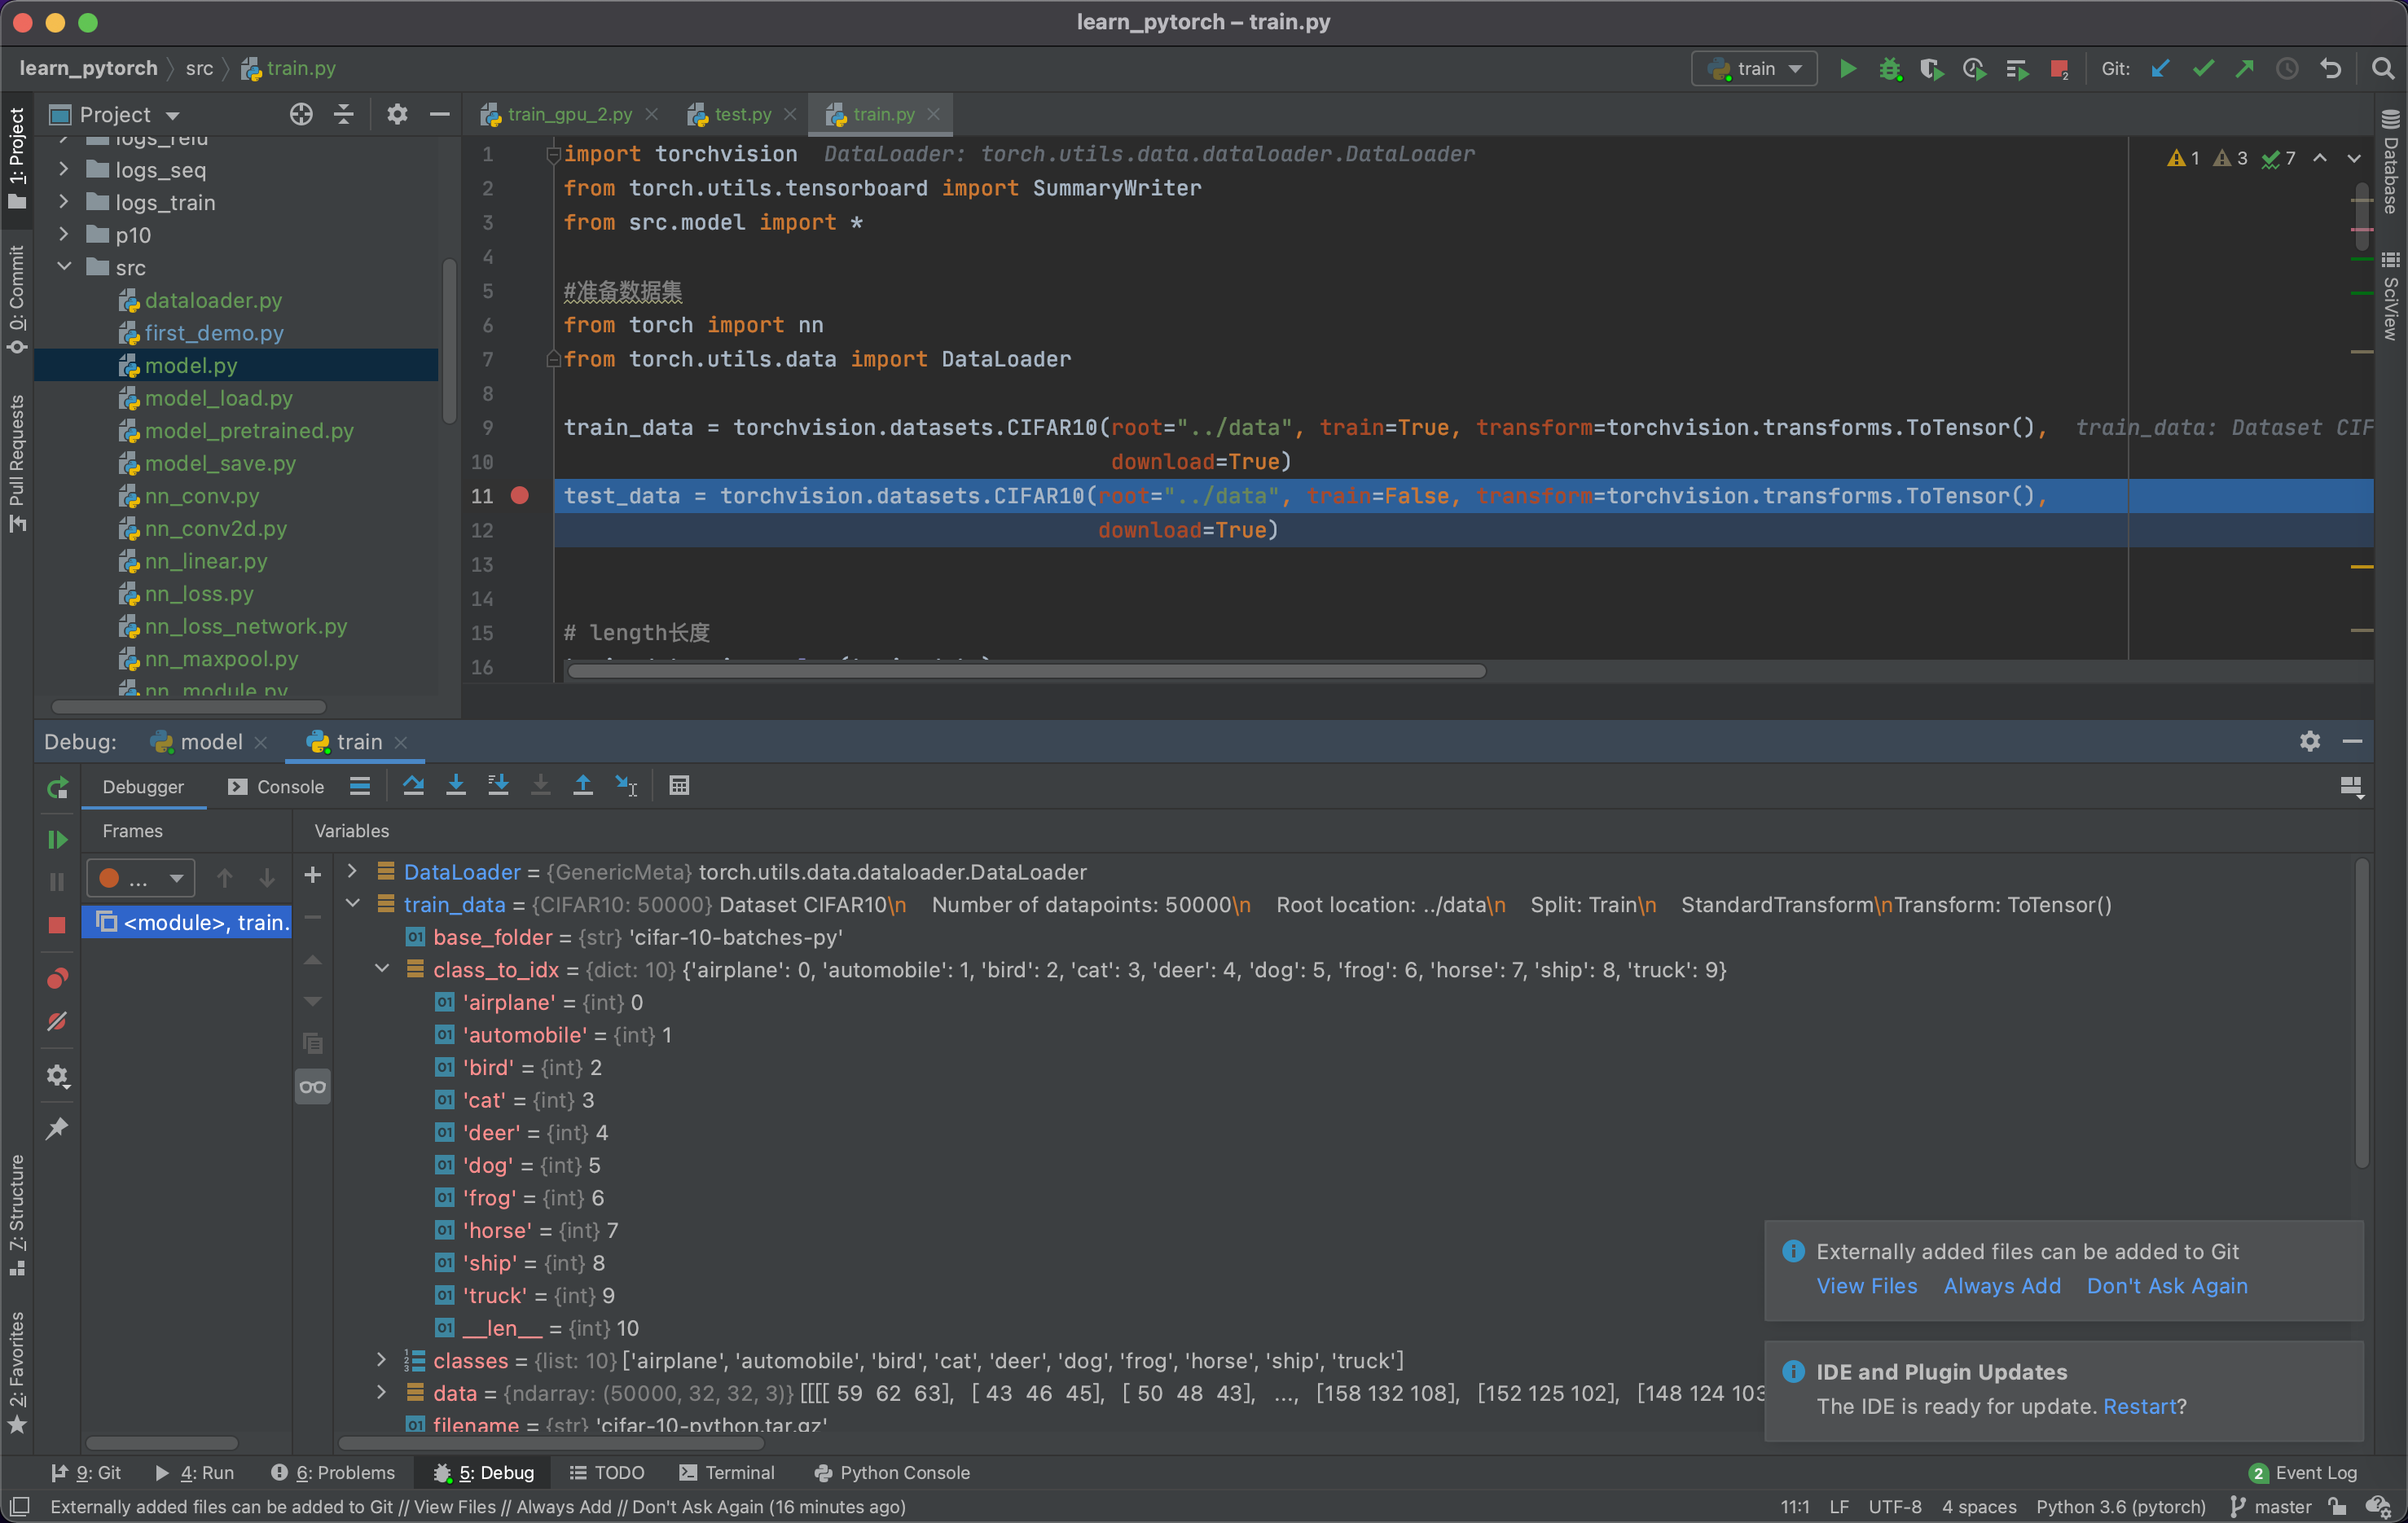 learn_pytorch – train.py
learn_pytorch src train.py
train Git:
1: Project
0: Commit
Pull Requests
7: Structure
2: Favorites
Project
logs_relu
logs_seq
logs_train
p10
src
dataloader.py
first_demo.py
model.py
model_load.py
model_pretrained.py
model_save.py
nn_conv.py
nn_conv2d.py
nn_linear.py
nn_loss.py
nn_loss_network.py
nn_maxpool.py
nn_module.py
train_gpu_2.py test.py train.py
1 3 7
1 import torchvision DataLoader: torch.utils.data.dataloader.DataLoader
2 from torch.utils.tensorboard import SummaryWriter
3 from src.model import *
4
5 #准备数据集
6 from torch import nn
7 from torch.utils.data import DataLoader
8
9 train_data = torchvision.datasets.CIFAR10(root="../data", train=True, transform=torchvision.transforms.ToTensor(), train_data: Dataset CIF
10 download=True)
11 test_data = torchvision.datasets.CIFAR10(root="../data", train=False, transform=torchvision.transforms.ToTensor(),
12 download=True)
13
14
15 # length长度
16
Database
SciView
Debug: model train
Debugger Console
Frames Variables
...
<module>, train.
DataLoader = {GenericMeta} torch.utils.data.dataloader.DataLoader
train_data = {CIFAR10: 50000} Dataset CIFAR10\n Number of datapoints: 50000\n Root location: ../data\n Split: Train\n StandardTransform\nTransform: ToTensor()
base_folder = {str} 'cifar-10-batches-py'
class_to_idx = {dict: 10} {'airplane': 0, 'automobile': 1, 'bird': 2, 'cat': 3, 'deer': 4, 'dog': 5, 'frog': 6, 'horse': 7, 'ship': 8, 'truck': 9}
'airplane' = {int} 0
'automobile' = {int} 1
'bird' = {int} 2
'cat' = {int} 3
'deer' = {int} 4
'dog' = {int} 5
'frog' = {int} 6
'horse' = {int} 7
'ship' = {int} 8
'truck' = {int} 9
__len__ = {int} 10
classes = {list: 10} ['airplane', 'automobile', 'bird', 'cat', 'deer', 'dog', 'frog', 'horse', 'ship', 'truck']
data = {ndarray: (50000, 32, 32, 3)} [[[[ 59 62 63], [ 43 46 45], [ 50 48 43], ..., [158 132 108], [152 125 102], [148 124 103
filename = {str} 'cifar-10-python.tar.gz'
Externally added files can be added to Git
View Files Always Add Don't Ask Again
IDE and Plugin Updates
The IDE is ready for update. Restart?
9: Git 4: Run 6: Problems 5: Debug TODO Terminal Python Console 2 Event Log
Externally added files can be added to Git // View Files // Always Add // Don't Ask Again (16 minutes ago) 11:1 LF UTF-8 4 spaces Python 3.6 (pytorch) master